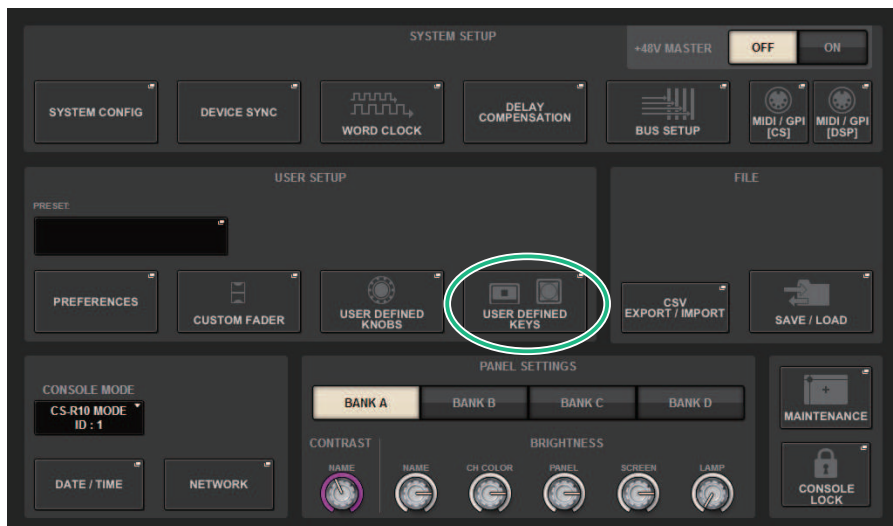 SYSTEM SETUP
+48V MASTER
OFF
ON
SYSTEM CONFIG
DEVICE SYNC
WORD CLOCK
DELAY
COMPENSATION
BUS SETUP
MIDI / GPI
[CS]
MIDI / GPI
[DSP]
USER SETUP
PRESET
PREFERENCES
CUSTOM FADER
USER DEFINED
KNOBS
USER DEFINED
KEYS
FILE
CSV
EXPORT / IMPORT
SAVE / LOAD
CONSOLE MODE
CS-R10 MODE
ID : 1
DATE / TIME
NETWORK
PANEL SETTINGS
BANK A
BANK B
BANK C
BANK D
CONTRAST
BRIGHTNESS
NAME
NAME
CH COLOR
PANEL
SCREEN
LAMP
MAINTENANCE
CONSOLE
LOCK